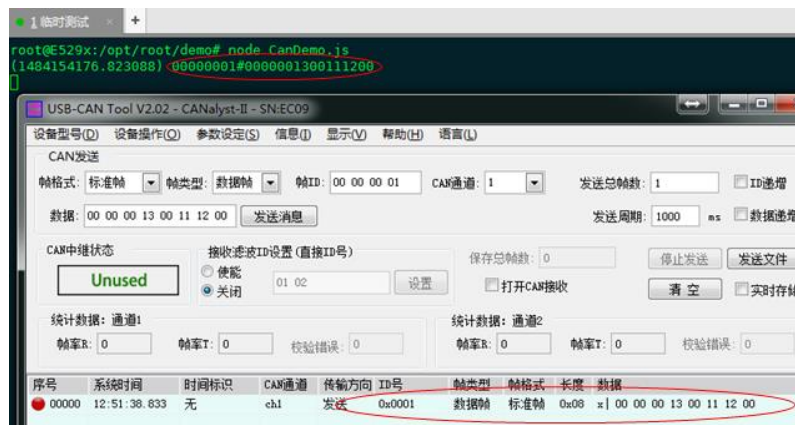 1 临时测试 × +
root@E529x:/opt/root/demo# node CanDemo.js
(1484154176.823088) 00000001#0000001300111200
USB-CAN Tool V2.02 - CANalyst-II - SN:EC09
设备型号(D) 设备操作(O) 参数设定(S) 信息(I) 显示(V) 帮助(H) 语言(L)
CAN发送
帧格式: 标准帧 帧类型: 数据帧 帧ID: 00 00 00 01 CAN通道: 1 发送总帧数: 1 ID递增
数据: 00 00 00 13 00 11 12 00 发送消息 发送周期: 1000 ms 数据递增
CAN中继状态 接收滤波ID设置(直接ID号) 保存总帧数: 0 停止发送 发送文件
Unused 使能 关闭 01 02 设置 打开CAN接收 清 空 实时存储
统计数据: 通道1 统计数据: 通道2
帧率R: 0 帧率T: 0 校验错误: 0 帧率R: 0 帧率T: 0 校验错误: 0
序号 系统时间 时间标识 CAN通道 传输方向 ID号 帧类型 帧格式 长度 数据
00000 12:51:38.833 无 ch1 发送 0x0001 数据帧 标准帧 0x08 x| 00 00 00 13 00 11 12 00